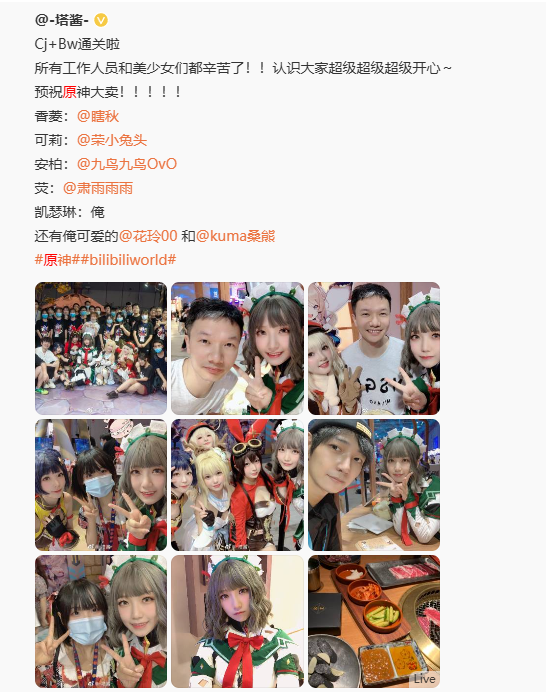 @-塔酱-
Cj+Bw通关啦
所有工作人员和美少女们都辛苦了！！认识大家超级超级超级开心～
预祝原神大卖！！！！！
香菱：@瞎秋
可莉：@荣小兔头
安柏：@九鸟九鸟OvO
荧：@肃雨雨雨
凯瑟琳：俺
还有俺可爱的@花玲00 和@kuma桑熊
#原神##bilibiliworld#
Live